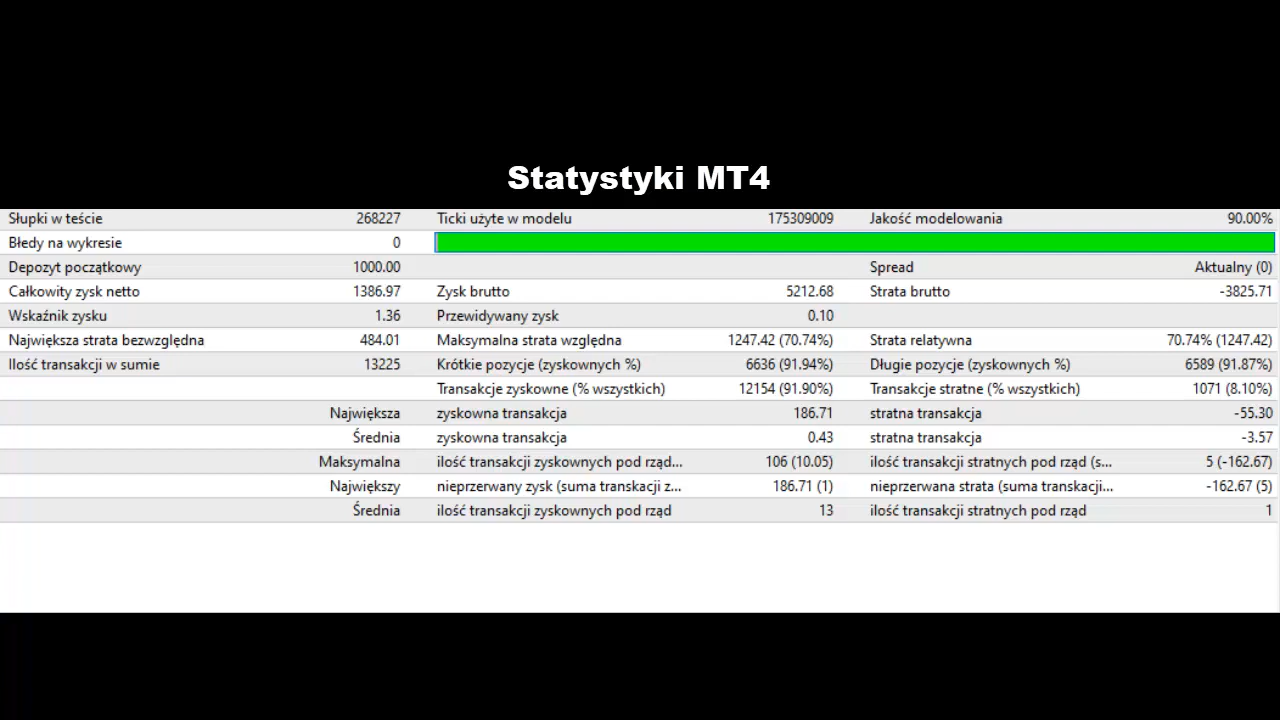 Statystyki MT4
Słupki w teście 268227 Ticki użyte w modelu 175309009 Jakość modelowania 90.00%
Błedy na wykresie 0
Depozyt początkowy 1000.00 Spread Aktualny (0)
Całkowity zysk netto 1386.97 Zysk brutto 5212.68 Strata brutto -3825.71
Wskaźnik zysku 1.36 Przewidywany zysk 0.10
Największa strata bezwzględna 484.01 Maksymalna strata względna 1247.42 (70.74%) Strata relatywna 70.74% (1247.42)
Ilość transakcji w sumie 13225 Krótkie pozycje (zyskownych %) 6636 (91.94%) Długie pozycje (zyskownych %) 6589 (91.87%)
Transakcje zyskowne (% wszystkich) 12154 (91.90%) Transakcje stratne (% wszystkich) 1071 (8.10%)
Największa zyskowna transakcja 186.71 stratna transakcja -55.30
Średnia zyskowna transakcja 0.43 stratna transakcja -3.57
Maksymalna ilość transakcji zyskownych pod rząd... 106 (10.05) ilość transakcji stratnych pod rząd (s... 5 (-162.67)
Największy nieprzerwany zysk (suma transkacji z... 186.71 (1) nieprzerwana strata (suma transkacji... -162.67 (5)
Średnia ilość transakcji zyskownych pod rząd 13 ilość transakcji stratnych pod rząd 1